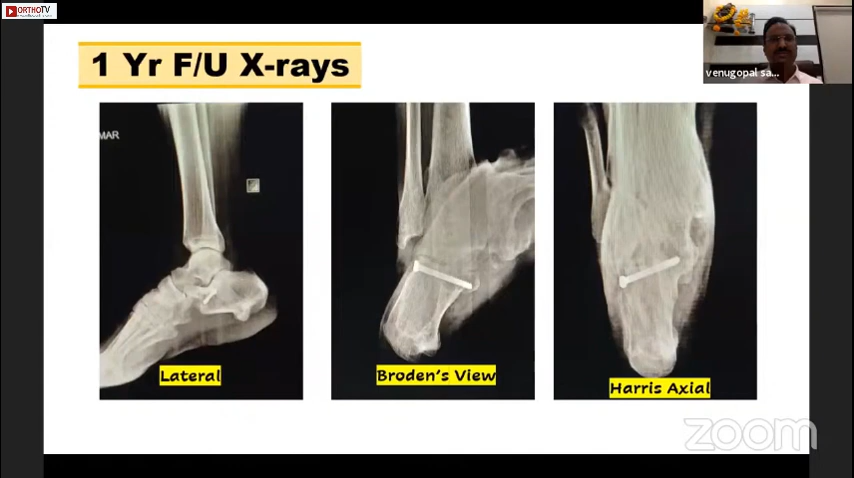 ORTHOTV
venugopal sa...
1 Yr F/U X-rays
MAR
Lateral
Broden's View
Harris Axial
zoom